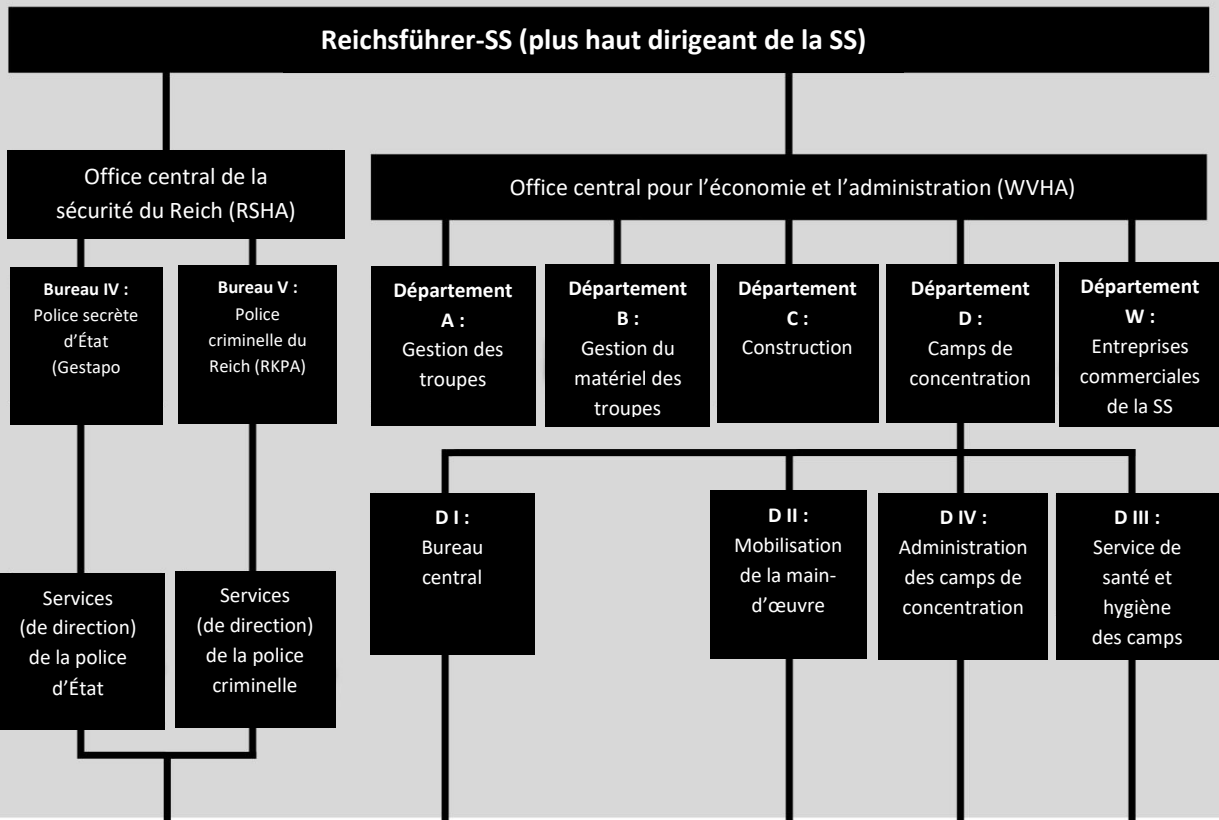 Reichsführer-SS (plus haut dirigeant de la SS)
Office central de la
sécurité du Reich (RSHA)
Office central pour l'économie et l'administration (WVHA)
Bureau IV :
Police secrète
d'État
(Gestapo
Bureau V :
Police
criminelle du
Reich (RKPA)
Département
A :
Gestion des
troupes
Département
B :
Gestion du
matériel des
troupes
Département
C :
Construction
Département
D :
Camps de
concentration
Département
W :
Entreprises
commerciales
de la SS
Services
(de direction)
de la police
d'État
Services
(de direction)
de la police
criminelle
D I :
Bureau
central
D II :
Mobilisation
de la main-
d'œuvre
D IV :
Administration
des camps de
concentration
D III :
Service de
santé et
hygiène
des camps